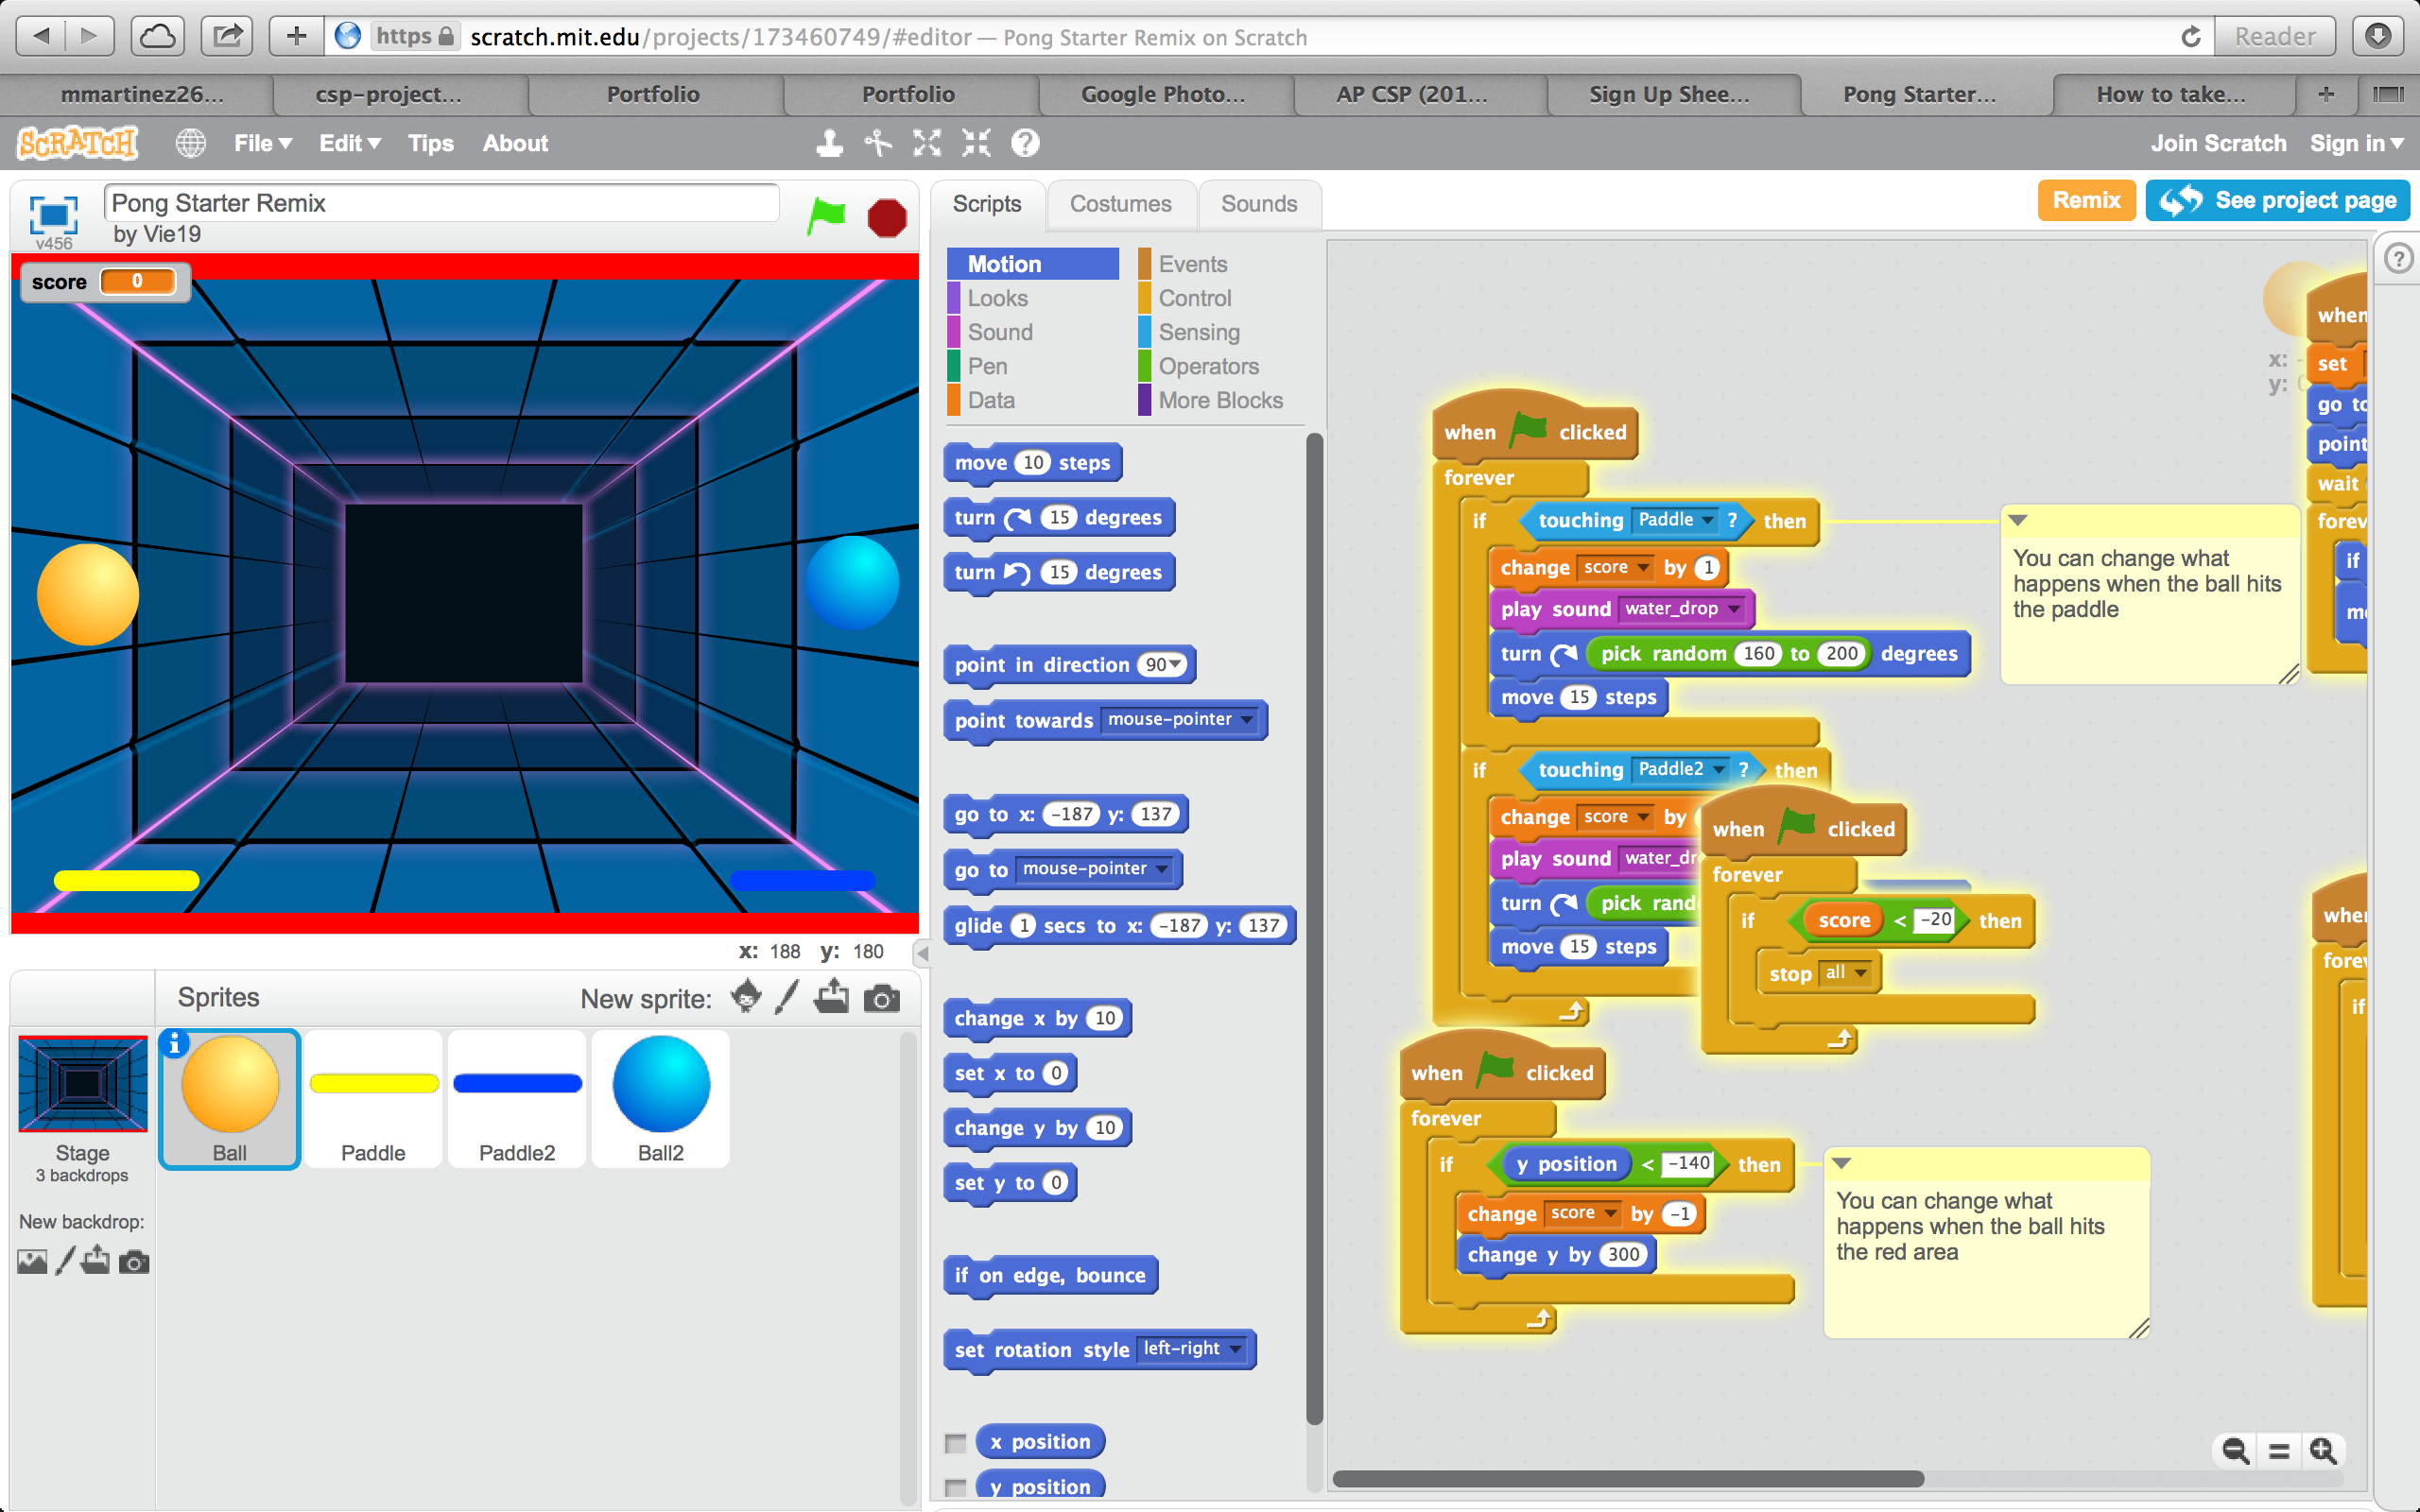 https scratch.mit.edu/projects/173460749/#editor — Pong Starter Remix on Scratch
Reader
mmartinez26...
csp-project...
Portfolio
Portfolio
Google Photo...
AP CSP (201...
Sign Up Shee...
Pong Starter...
How to take...
SCRATCH
File Edit Tips About
Join Scratch Sign in
Pong Starter Remix
by Vie19
v456
score 0
x: 188 y: 180
Scripts Costumes Sounds
Remix See project page
Motion Events
Looks Control
Sound Sensing
Pen Operators
Data More Blocks
move 10 steps
turn 15 degrees
turn 15 degrees
point in direction 90
point towards mouse-pointer
go to x: -187 y: 137
go to mouse-pointer
glide 1 secs to x: -187 y: 137
change x by 10
set x to 0
change y by 10
set y to 0
if on edge, bounce
set rotation style left-right
x position
y position
when clicked
forever
if touching Paddle ? then
change score by 1
play sound water_drop
turn pick random 160 to 200 degrees
move 15 steps
if touching Paddle2 ? then
change score by
play sound water_dr
turn pick rand
move 15 steps
You can change what
happens when the ball hits
the paddle
when clicked
forever
if score < -20 then
stop all
when clicked
forever
if y position < -140 then
change score by -1
change y by 300
You can change what
happens when the ball hits
the red area
x:
y:
when
set
go to
point
wait
forev
if
when
forev
if
Sprites New sprite:
Stage
3 backdrops
New backdrop:
Ball
Paddle
Paddle2
Ball2